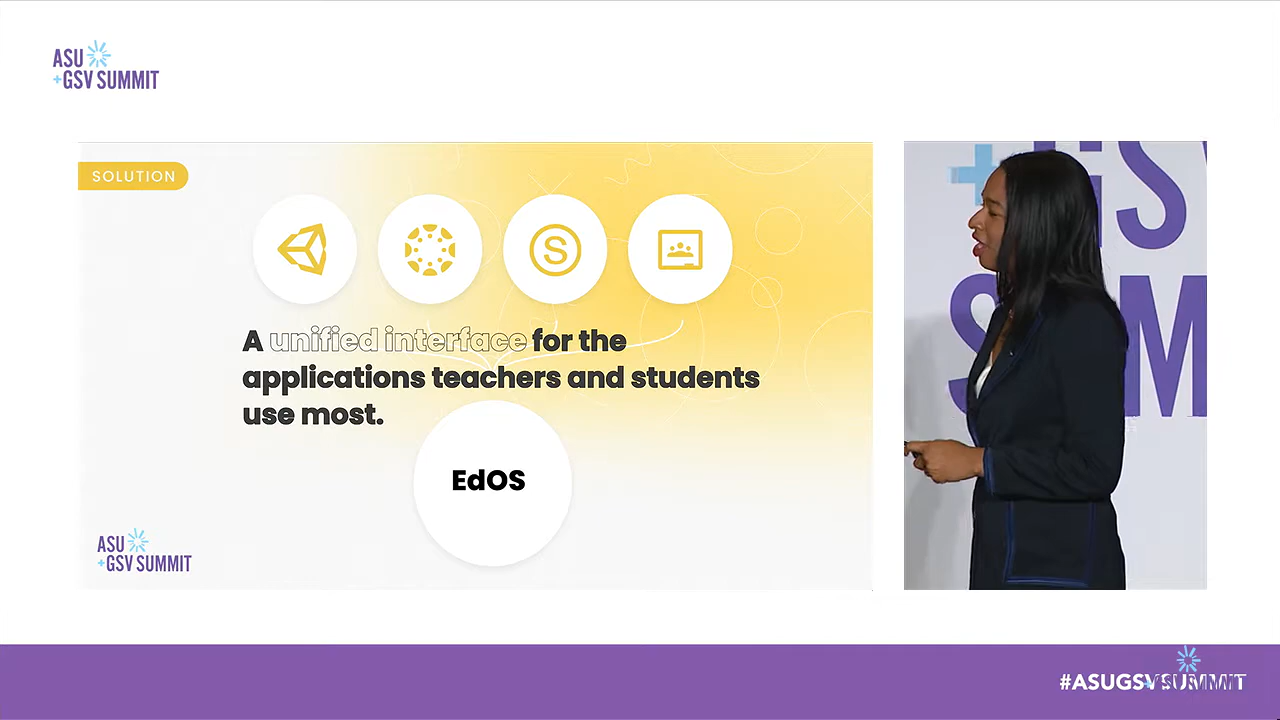 ASU
+GSV SUMMIT
SOLUTION
S
A unified interface for the
applications teachers and students
use most.
EdOS
ASU
+GSV SUMMIT
+GS
S M
#ASUGSVSUMMIT